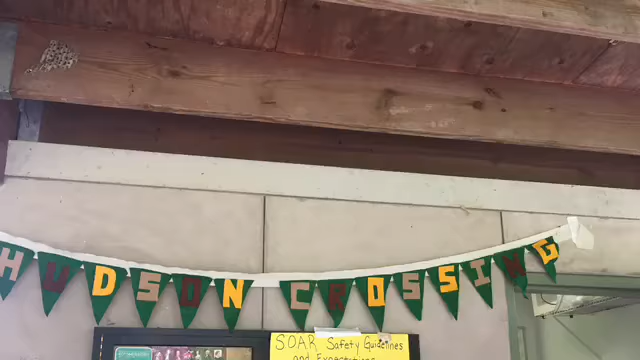 HUDSON CROSSING
SOAR Safety Guidelines
and Expectations